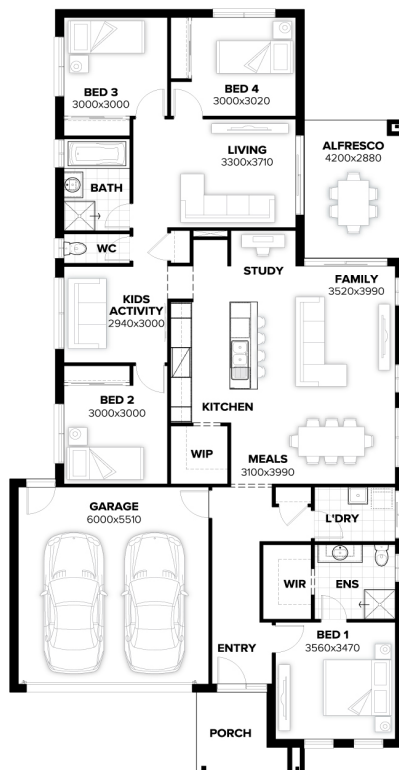 BED 3
3000x3000
BED 4
3000x3020
LIVING
3300x3710
ALFRESCO
4200x2880
BATH
WC
STUDY
FAMILY
3520x3990
KIDS
ACTIVITY
2940x3000
KITCHEN
BED 2
3000x3000
WIP
MEALS
3100x3990
GARAGE
6000x5510
L'DRY
WIR
ENS
BED 1
3560x3470
ENTRY
PORCH